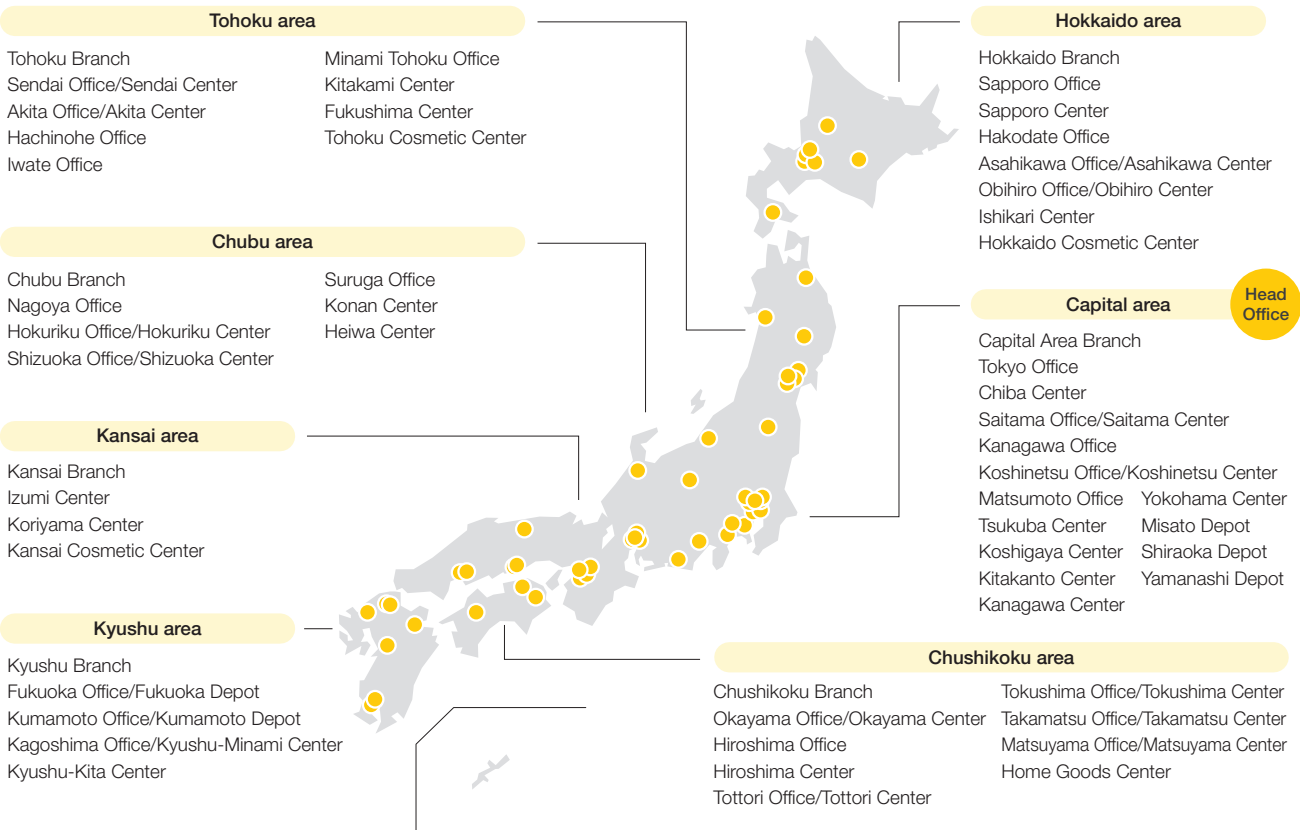 Tohoku area
Tohoku Branch
Sendai Office/Sendai Center
Akita Office/Akita Center
Hachinohe Office
Iwate Office
Minami Tohoku Office
Kitakami Center
Fukushima Center
Tohoku Cosmetic Center
Hokkaido area
Hokkaido Branch
Sapporo Office
Sapporo Center
Hakodate Office
Asahikawa Office/Asahikawa Center
Obihiro Office/Obihiro Center
Ishikari Center
Hokkaido Cosmetic Center
Chubu area
Chubu Branch
Nagoya Office
Hokuriku Office/Hokuriku Center
Shizuoka Office/Shizuoka Center
Suruga Office
Konan Center
Heiwa Center
Capital area
Head
Office
Capital Area Branch
Tokyo Office
Chiba Center
Saitama Office/Saitama Center
Kanagawa Office
Koshinetsu Office/Koshinetsu Center
Matsumoto Office
Tsukuba Center
Koshigaya Center
Kitakanto Center
Kanagawa Center
Yokohama Center
Misato Depot
Shiraoka Depot
Yamanashi Depot
Kansai area
Kansai Branch
Izumi Center
Koriyama Center
Kansai Cosmetic Center
Kyushu area
Kyushu Branch
Fukuoka Office/Fukuoka Depot
Kumamoto Office/Kumamoto Depot
Kagoshima Office/Kyushu-Minami Center
Kyushu-Kita Center
Chushikoku area
Chushikoku Branch
Okayama Office/Okayama Center
Hiroshima Office
Hiroshima Center
Tottori Office/Tottori Center
Tokushima Office/Tokushima Center
Takamatsu Office/Takamatsu Center
Matsuyama Office/Matsuyama Center
Home Goods Center